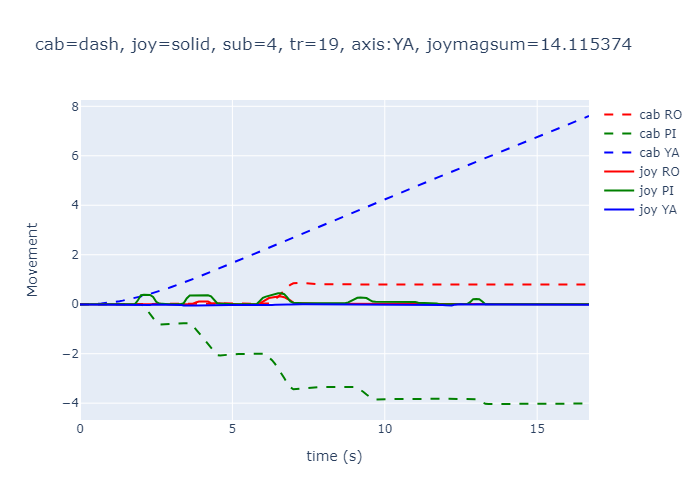 cab=dash, joy=solid, sub=4, tr=19, axis:YA, joymagsum=14.115374
8
6
4
2
0
−2
−4
Movement
0 5 10 15
time (s)
cab RO
cab PI
cab YA
joy RO
joy PI
joy YA